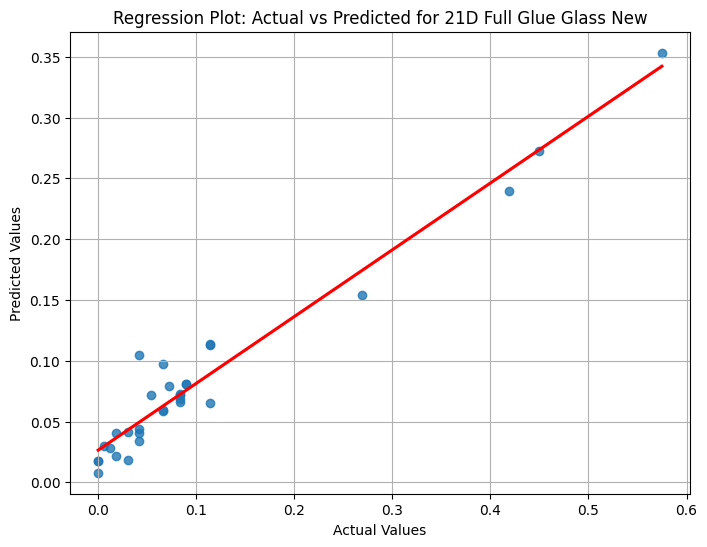 Regression Plot: Actual vs Predicted for 21D Full Glue Glass New
Predicted Values
0.35
0.30
0.25
0.20
0.15
0.10
0.05
0.00
0.0 0.1 0.2 0.3 0.4 0.5 0.6
Actual Values